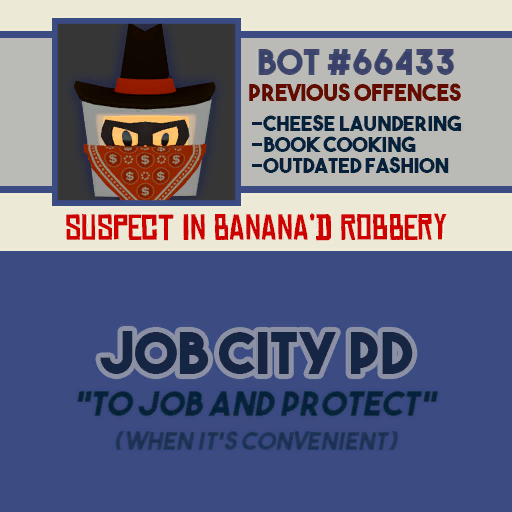 BOT #66433
PREVIOUS OFFENCES
-CHEESE LAUNDERING
-BOOK COOKING
-OUTDATED FASHION
SUSPECT IN BANANA'D ROBBERY
JOB CITY PD
"TO JOB AND PROTECT"
(WHEN IT'S CONVENIENT)